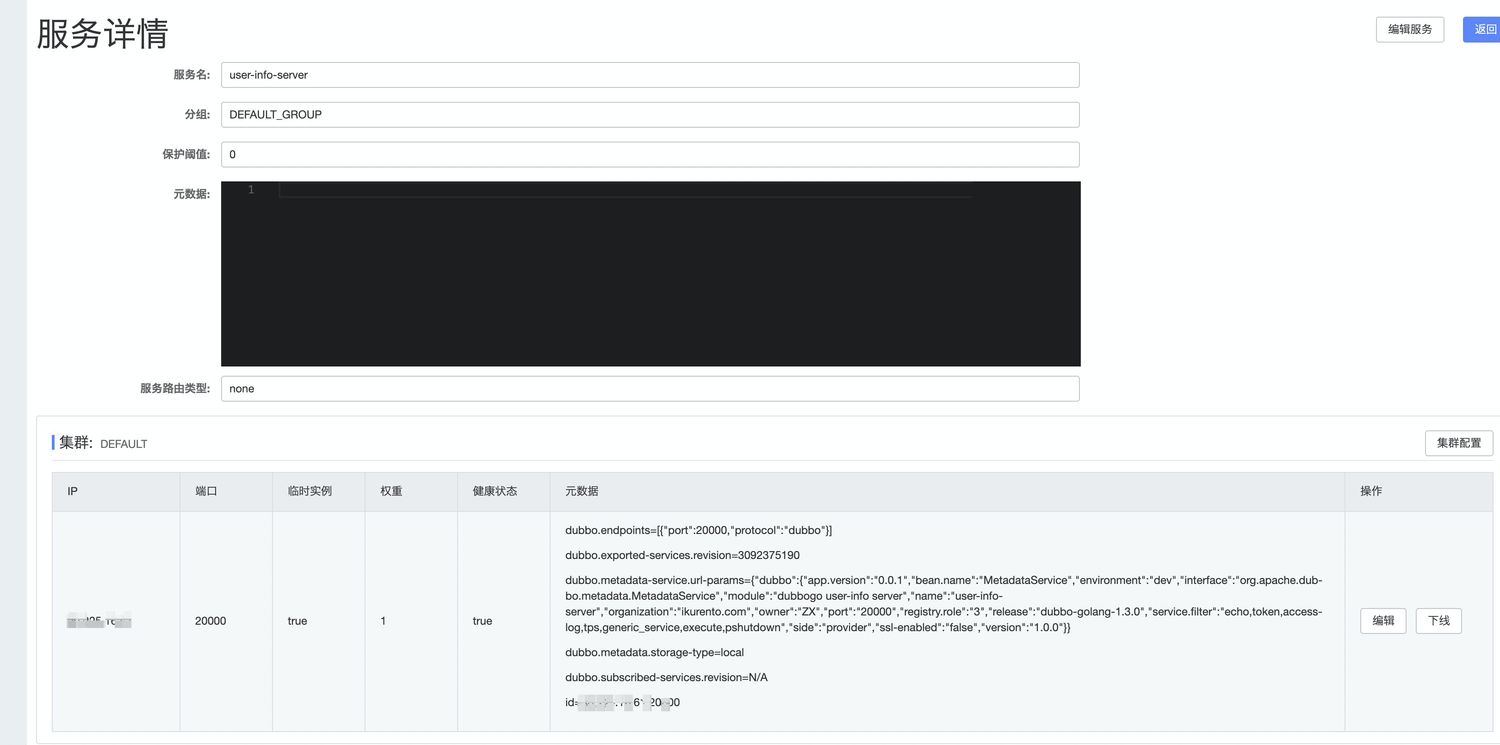 服务详情
编辑服务
返回
服务名:
user-info-server
分组:
DEFAULT_GROUP
保护阈值:
0
元数据:
1
服务路由类型:
none
集群: DEFAULT
集群配置
IP 端口 临时实例 权重 健康状态 元数据 操作
20000 true 1 true
dubbo.endpoints=[{"port":20000,"protocol":"dubbo"}]
dubbo.exported-services.revision=3092375190
dubbo.metadata-service.url-params={"dubbo":{"app.version":"0.0.1","bean.name":"MetadataService","environment":"dev","interface":"org.apache.dub-
bo.metadata.MetadataService","module":"dubbogo user-info server","name":"user-info-
server","organization":"ikurento.com","owner":"ZX","port":"20000","registry.role":"3","release":"dubbo-golang-1.3.0","service.filter":"echo,token,access-
log,tps,generic_service,execute,pshutdown","side":"provider","ssl-enabled":"false","version":"1.0.0"}}
dubbo.metadata.storage-type=local
dubbo.subscribed-services.revision=N/A
id=
编辑 下线